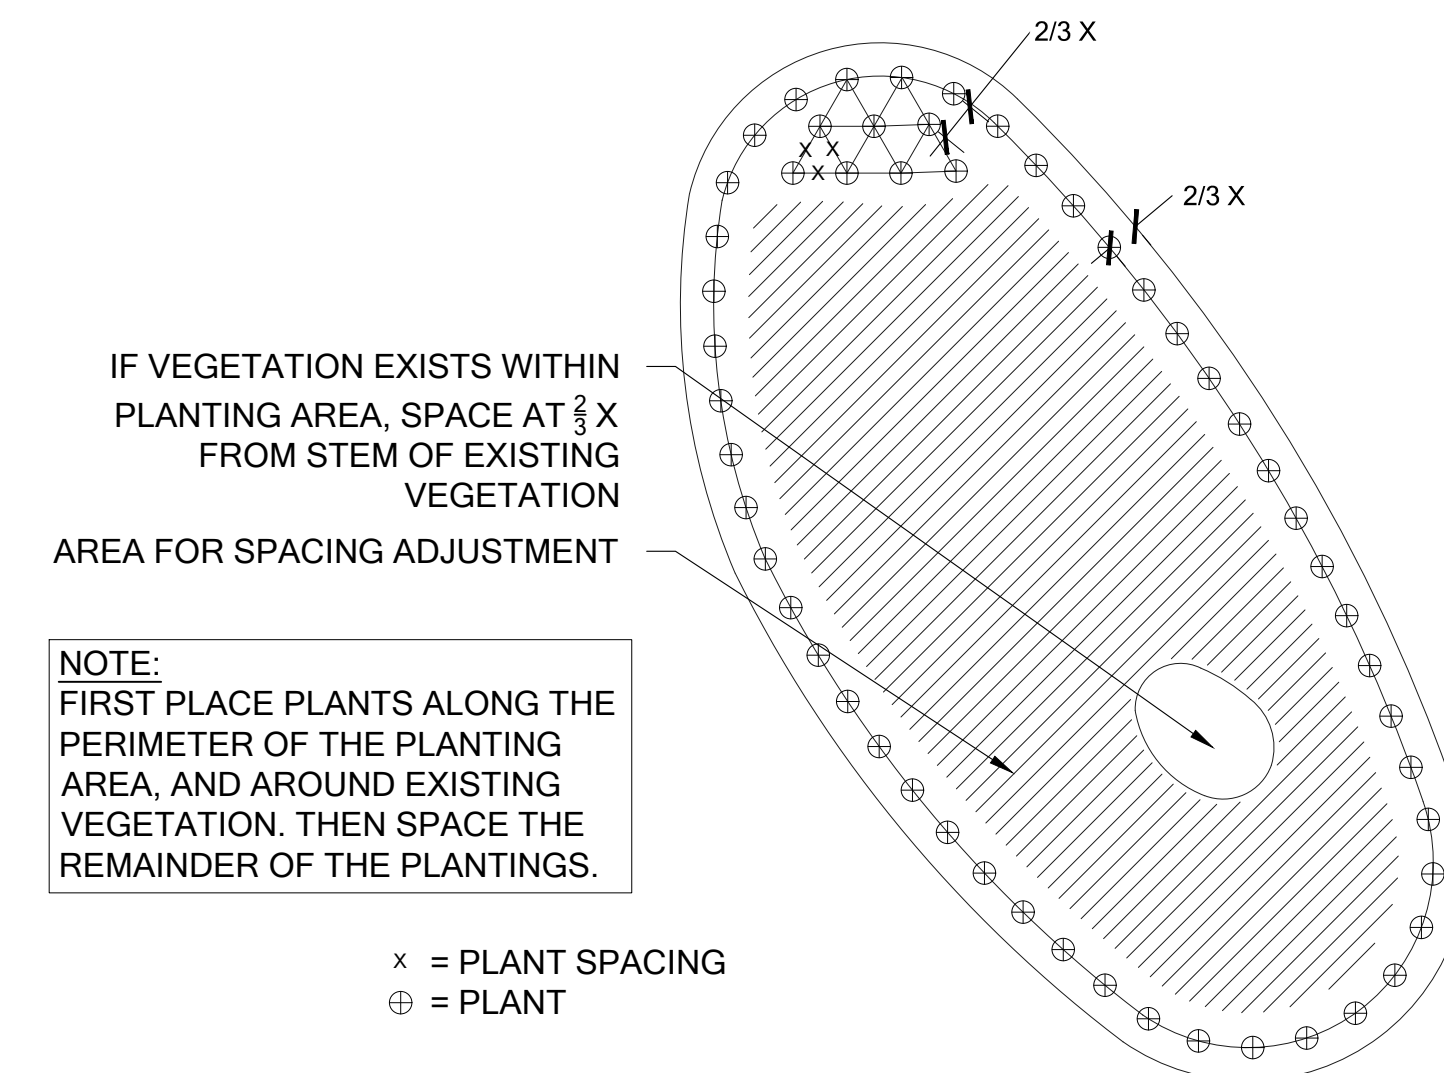 2/3 X
X X
X
2/3 X
IF VEGETATION EXISTS WITHIN
PLANTING AREA, SPACE AT 2/3 X
FROM STEM OF EXISTING
VEGETATION
AREA FOR SPACING ADJUSTMENT
NOTE:
FIRST PLACE PLANTS ALONG THE
PERIMETER OF THE PLANTING
AREA, AND AROUND EXISTING
VEGETATION. THEN SPACE THE
REMAINDER OF THE PLANTINGS.
X = PLANT SPACING
= PLANT